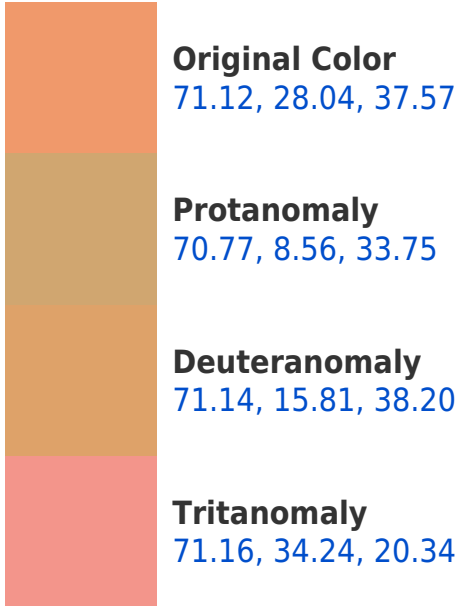 Original Color
71.12, 28.04, 37.57
Protanomaly
70.77, 8.56, 33.75
Deuteranomaly
71.14, 15.81, 38.20
Tritanomaly
71.16, 34.24, 20.34